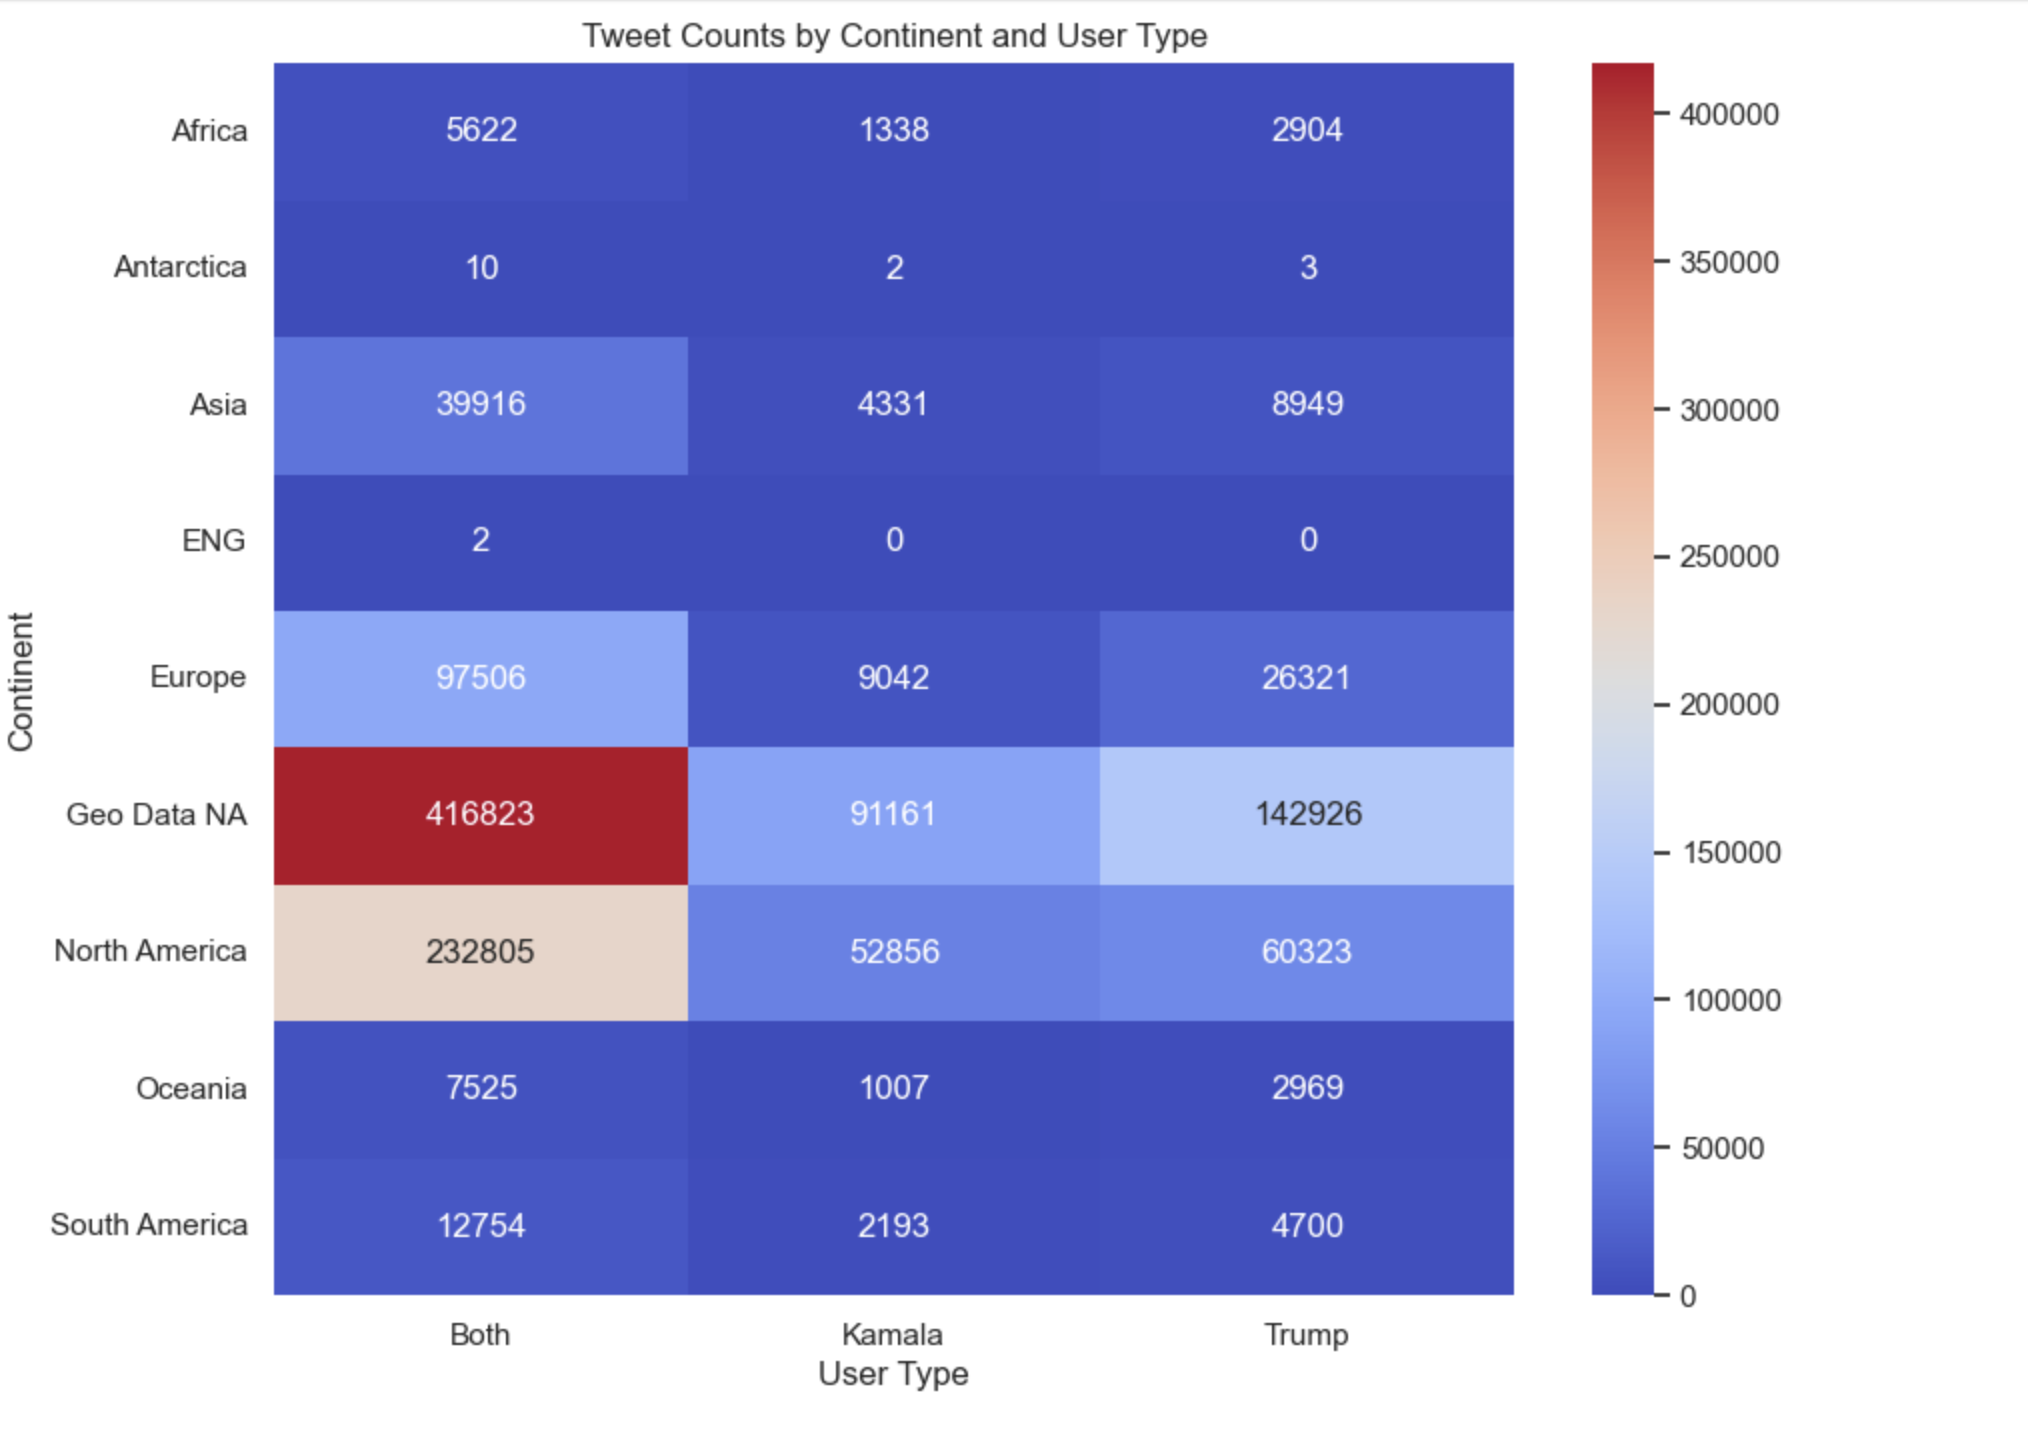 Tweet Counts by Continent and User Type
Africa 5622 1338 2904
Antarctica 10 2 3
Asia 39916 4331 8949
ENG 2 0 0
Europe 97506 9042 26321
Geo Data NA 416823 91161 142926
North America 232805 52856 60323
Oceania 7525 1007 2969
South America 12754 2193 4700
Both Kamala Trump
User Type
Continent
400000
350000
300000
250000
200000
150000
100000
50000
0